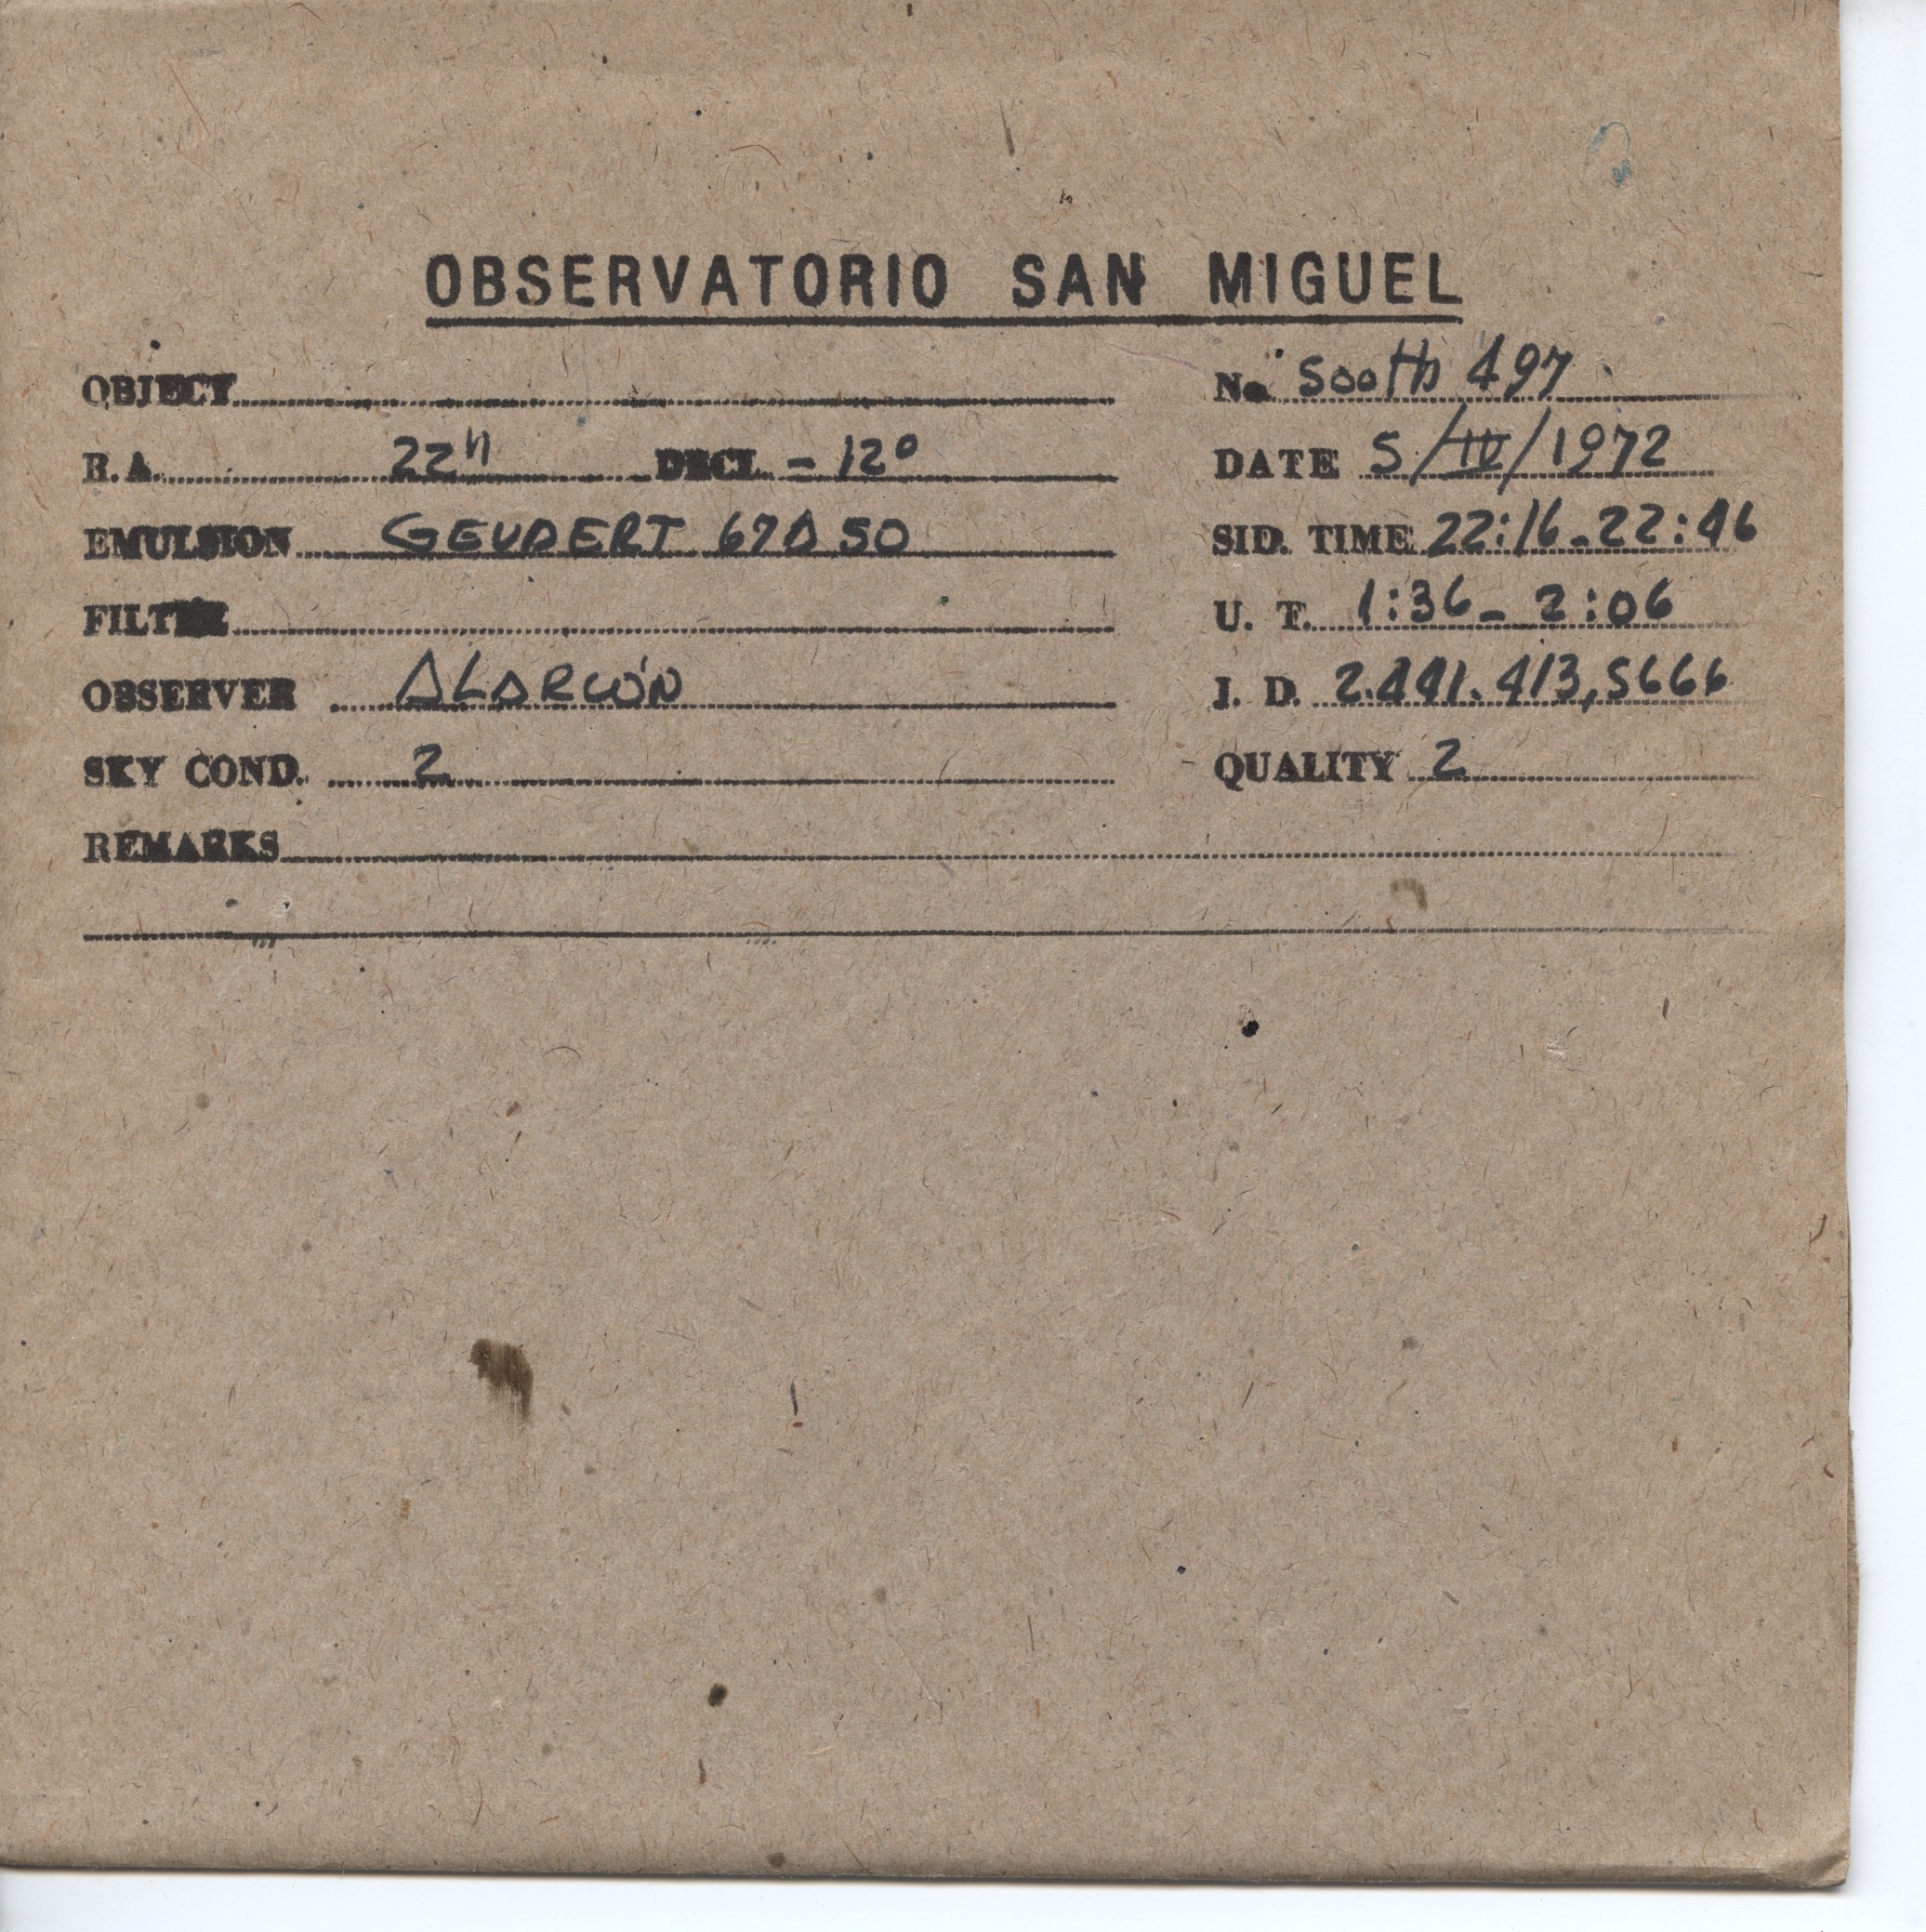 OBSERVATORIO SAN MIGUEL
OBJECT No. South 497
R.A. 22h DECL. - 12° DATE 5/IV/1972
EMULSION GEVAERT 67A50 SID. TIME 22:16-22:46
FILTER U. T. 1:36-2:06
OBSERVER ALARCÓN J. D. 2.441.413,5666
SKY COND. 2 QUALITY 2
REMARKS